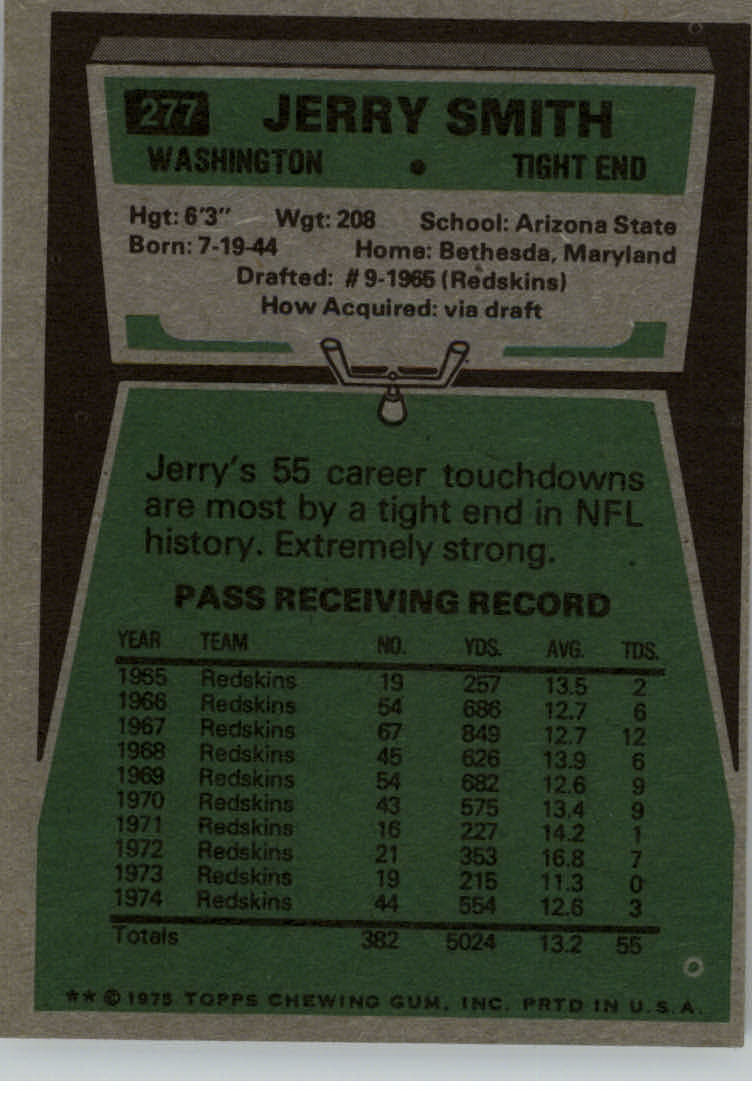 277 JERRY SMITH
WASHINGTON • TIGHT END
Hgt: 6'3" Wgt: 208 School: Arizona State
Born: 7-19-44 Home: Bethesda, Maryland
Drafted: #9-1965 (Redskins)
How Acquired: via draft
Jerry's 55 career touchdowns
are most by a tight end in NFL
history. Extremely strong.
PASS RECEIVING RECORD
YEAR TEAM NO. YDS. AVG. TDS.
1965 Redskins 19 257 13.5 2
1966 Redskins 54 686 12.7 6
1967 Redskins 67 849 12.7 12
1968 Redskins 45 626 13.9 6
1969 Redskins 54 682 12.6 9
1970 Redskins 43 575 13.4 9
1971 Redskins 16 227 14.2 1
1972 Redskins 21 353 16.8 7
1973 Redskins 19 215 11.3 0
1974 Redskins 44 554 12.6 3
Totals 382 5024 13.2 55
** © 1975 TOPPS CHEWING GUM, INC. PRTD IN U.S.A.